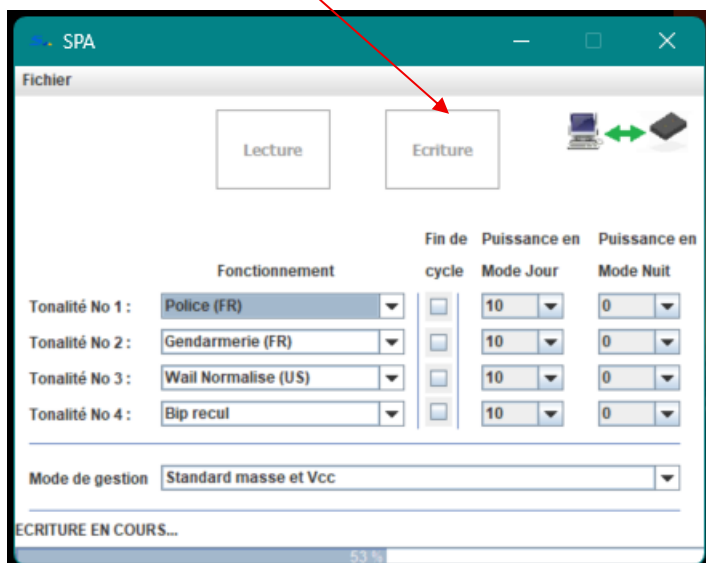 SPA
Fichier
Lecture
Ecriture
Fin de Puissance en Puissance en
Fonctionnement cycle Mode Jour Mode Nuit
Tonalité No 1 : Police (FR) 10 0
Tonalité No 2 : Gendarmerie (FR) 10 0
Tonalité No 3 : Wail Normalise (US) 10 0
Tonalité No 4 : Bip recul 10 0
Mode de gestion Standard masse et Vcc
ECRITURE EN COURS...
53 %